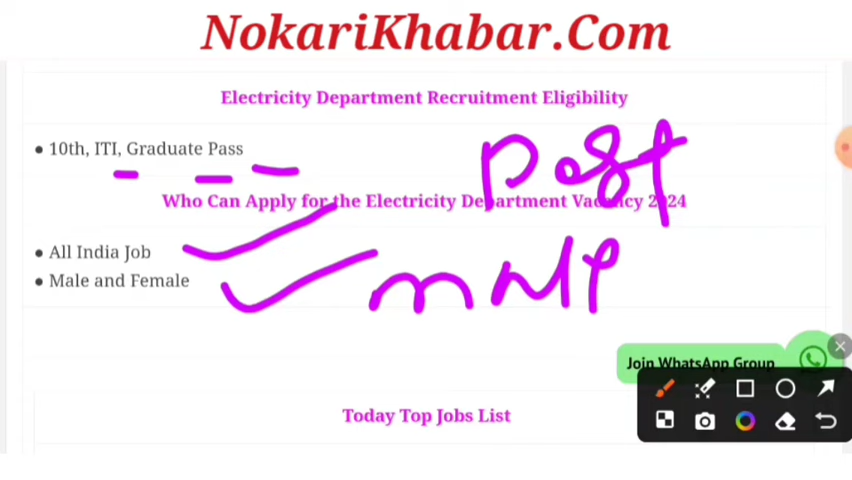 NokariKhabar.Com
Electricity Department Recruitment Eligibility
• 10th, ITI, Graduate Pass
Post
Who Can Apply for the Electricity Department Vacancy 2024
• All India Job
• Male and Female
Join WhatsApp Group
Today Top Jobs List